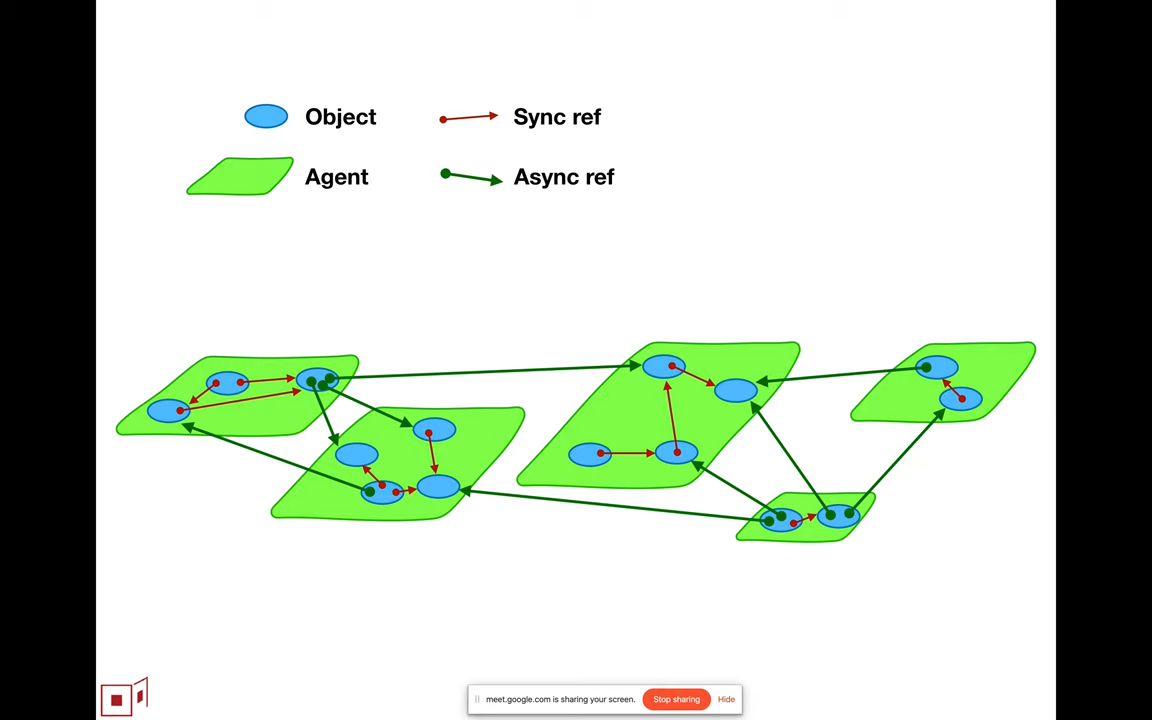 Object
Sync ref
Agent
Async ref
meet.google.com is sharing your screen.
Stop sharing
Hide